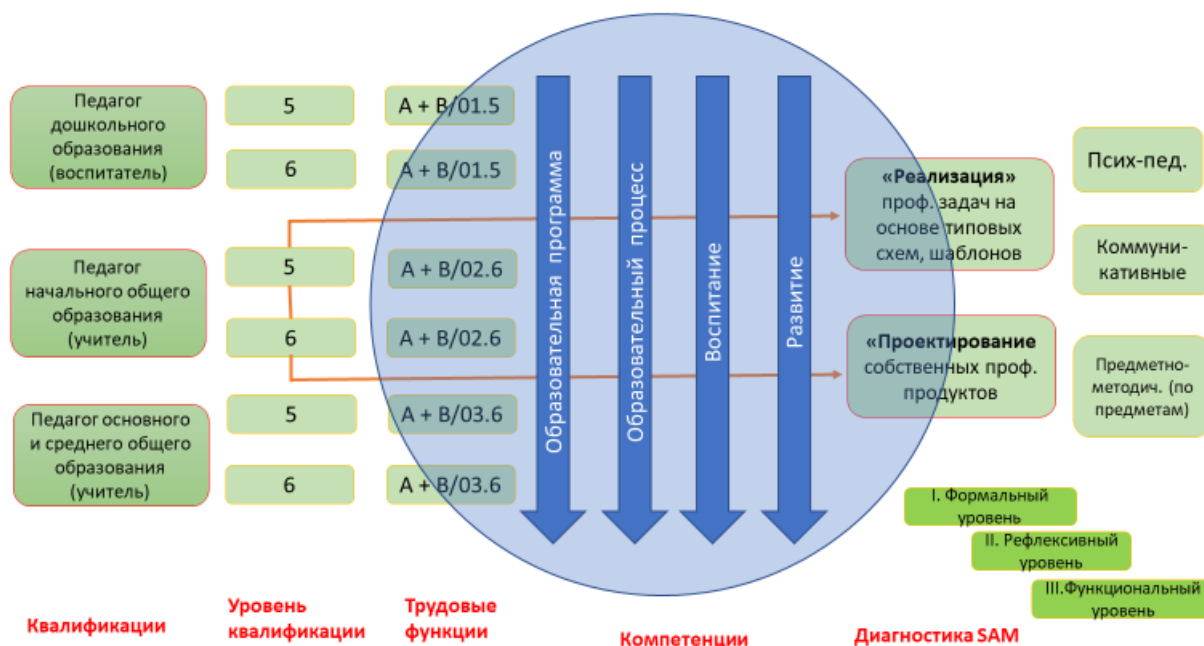 Педагог
дошкольного
образования
(воспитатель)
5
А + В/01.5
6
А + В/01.5
Педагог
начального общего
образования
(учитель)
5
А + В/02.6
6
А + В/02.6
Педагог основного
и среднего общего
образования
(учитель)
5
А + В/03.6
6
А + В/03.6
Образовательная программа
Образовательный процесс
Воспитание
Развитие
«Реализация»
проф. задач на
основе типовых
схем, шаблонов
«Проектирование
собственных проф.
продуктов
Псих-пед.
Коммуни-
кативные
Предметно-
методич. (по
предметам)
I. Формальный
уровень
II. Рефлексивный
уровень
III.Функциональный
уровень
Квалификации
Уровень
квалификации
Трудовые
функции
Компетенции
Диагностика SAM